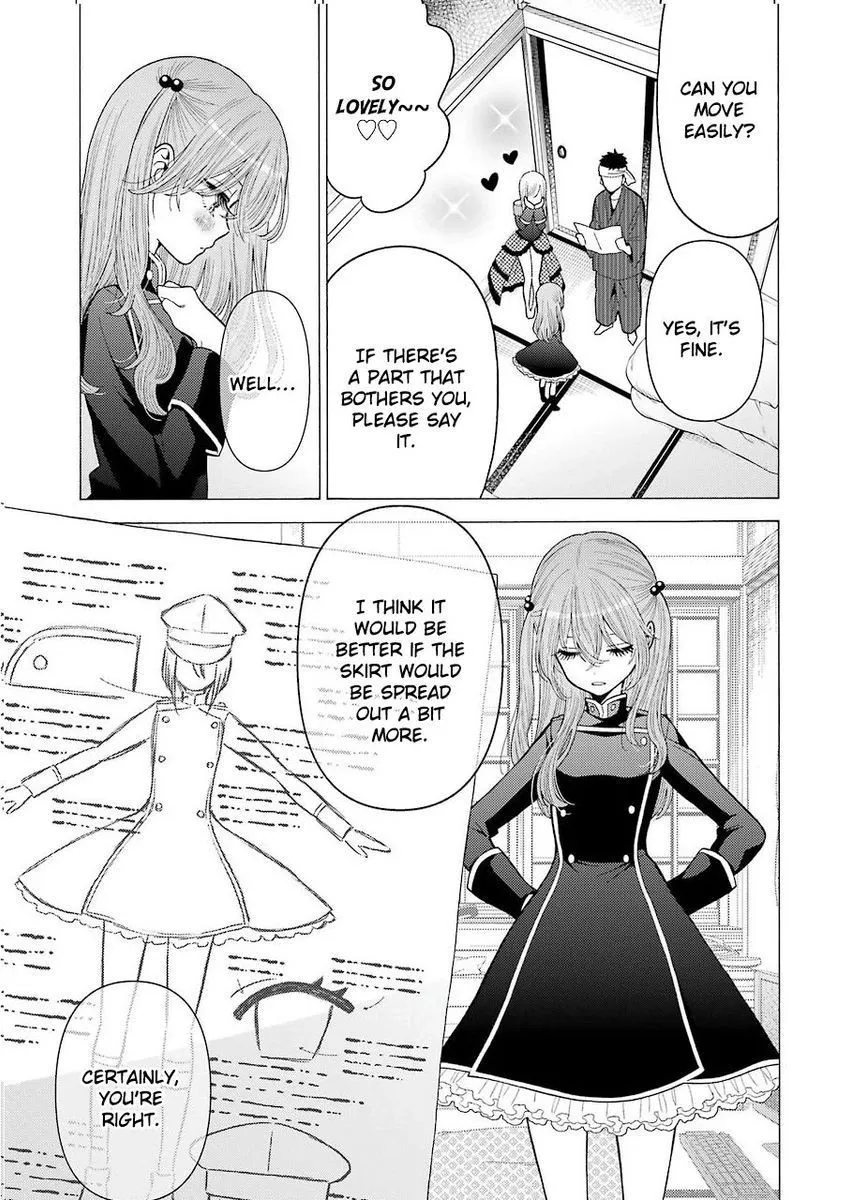 CAN YOU
MOVE
EASILY?
SO
LOVELY~~
♡♡
YES, IT'S
FINE.
IF THERE'S
A PART THAT
BOTHERS YOU,
PLEASE SAY
IT.
WELL...
I THINK IT
WOULD BE
BETTER IF THE
SKIRT WOULD
BE SPREAD
OUT A BIT
MORE.
CERTAINLY,
YOU'RE
RIGHT.